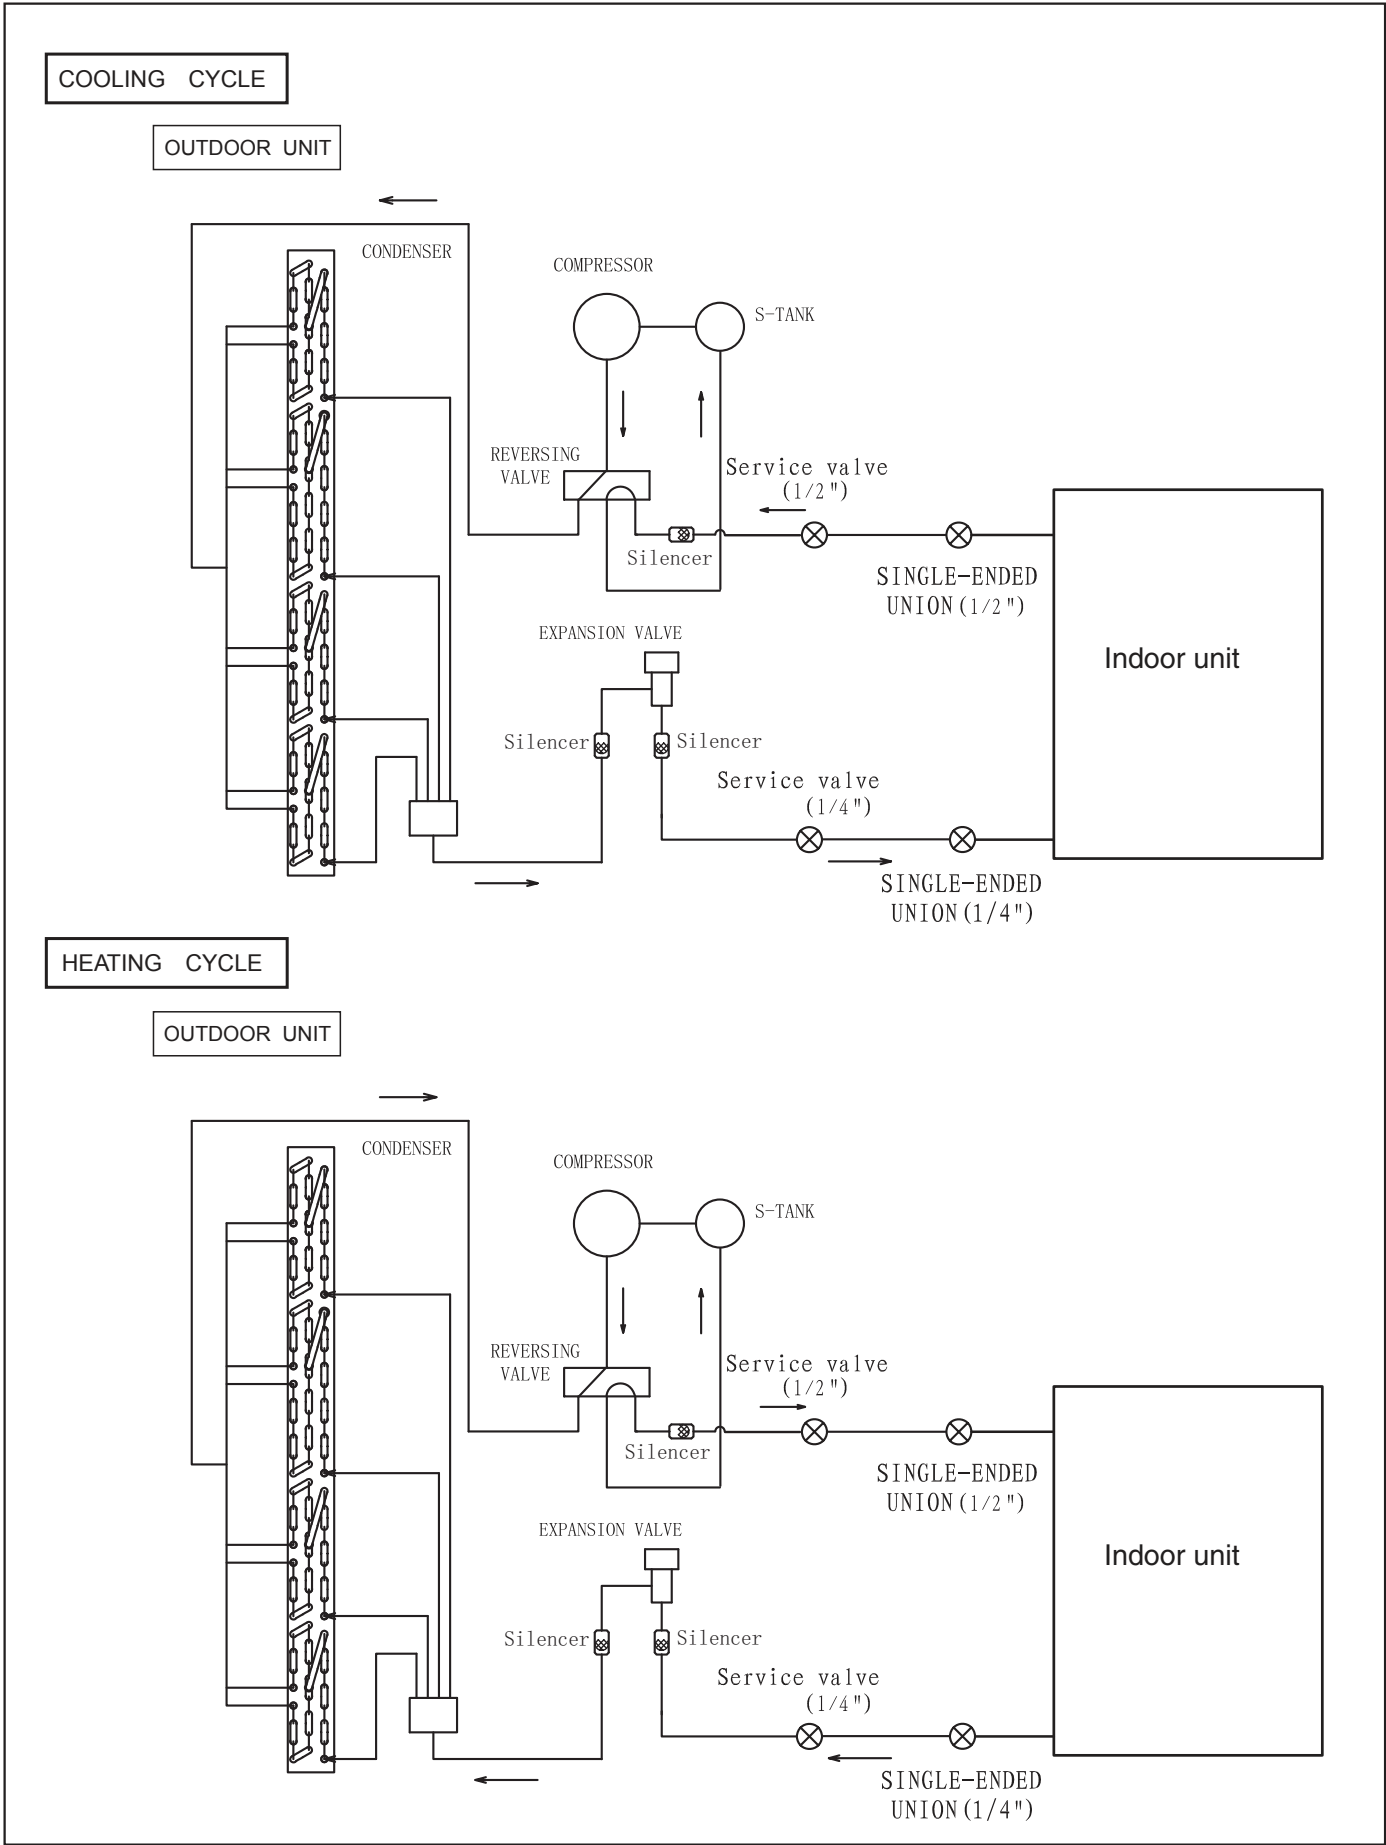 COOLING CYCLE
OUTDOOR UNIT
CONDENSER
COMPRESSOR
S-TANK
REVERSING
VALVE
Service valve
(1/2")
Silencer
SINGLE-ENDED
UNION(1/2")
EXPANSION VALVE
Indoor unit
Silencer
Silencer
Service valve
(1/4")
SINGLE-ENDED
UNION(1/4")
HEATING CYCLE
OUTDOOR UNIT
CONDENSER
COMPRESSOR
S-TANK
REVERSING
VALVE
Service valve
(1/2")
Silencer
SINGLE-ENDED
UNION(1/2")
EXPANSION VALVE
Indoor unit
Silencer
Silencer
Service valve
(1/4")
SINGLE-ENDED
UNION(1/4")